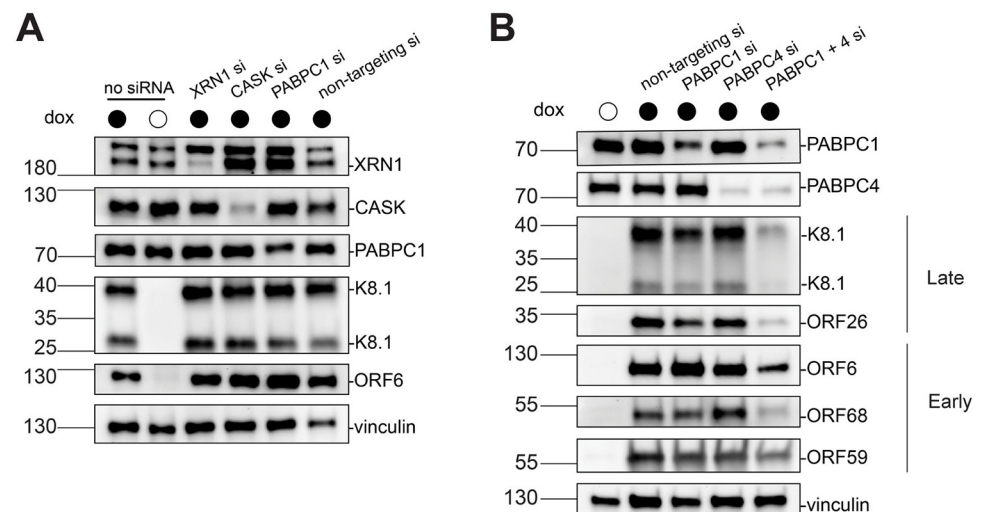 A
no siRNA XRN1 si CASK si PABPC1 si non-targeting si
dox
180 XRN1
130 CASK
70 PABPC1
40 K8.1
35
25 K8.1
130 ORF6
130 vinculin
B
non-targeting si PABPC1 si PABPC4 si PABPC1 + 4 si
dox
70 PABPC1
70 PABPC4
40 K8.1
35
25 K8.1
Late
35 ORF26
130 ORF6
55 ORF68
Early
55 ORF59
130 vinculin